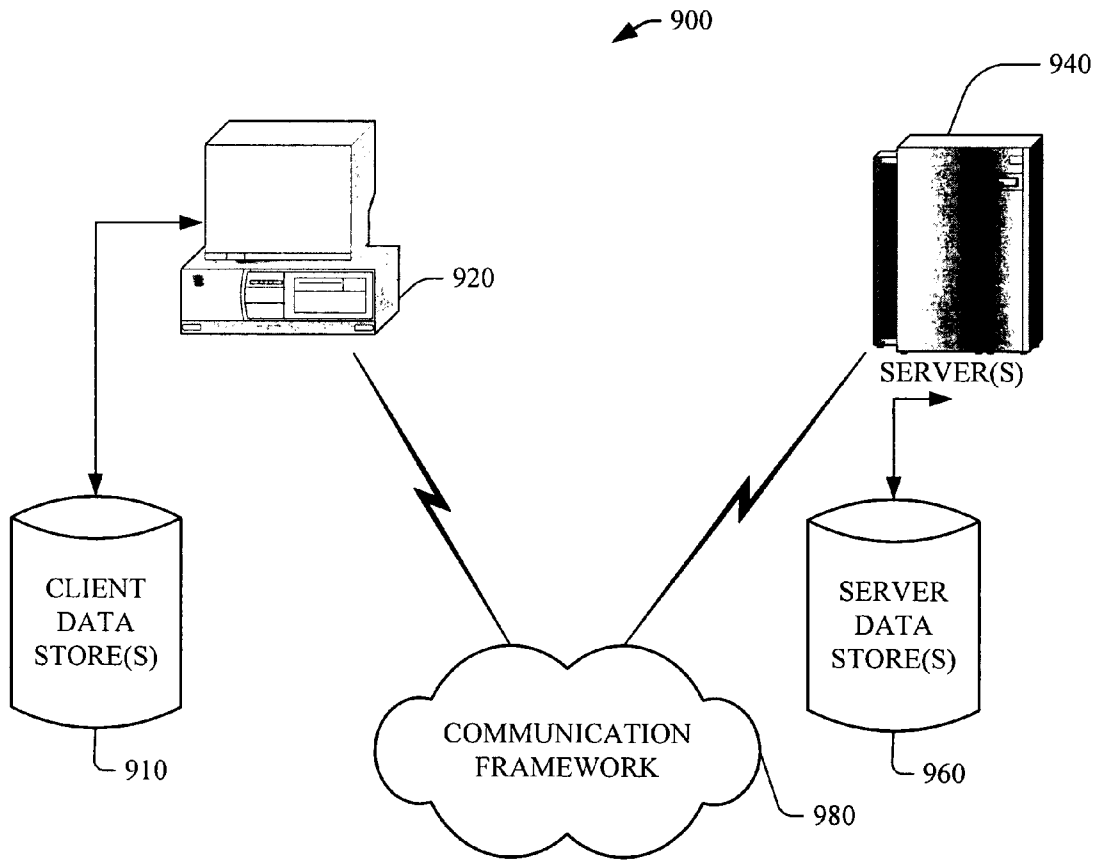 900
940
920
SERVER(S)
CLIENT
DATA
STORE(S)
SERVER
DATA
STORE(S)
COMMUNICATION
FRAMEWORK
910
960
980